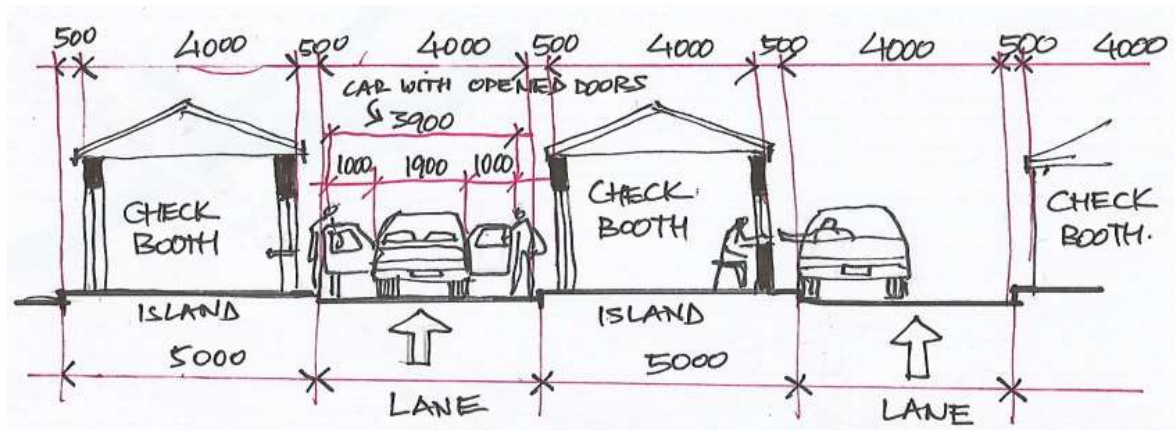 500 4000 500 4000 500 4000 500 4000 500 4000
CAR WITH OPENED DOORS
3900
1000 1900 1000
CHECK
BOOTH
CHECK
BOOTH
CHECK
BOOTH.
ISLAND
ISLAND
5000
5000
LANE
LANE